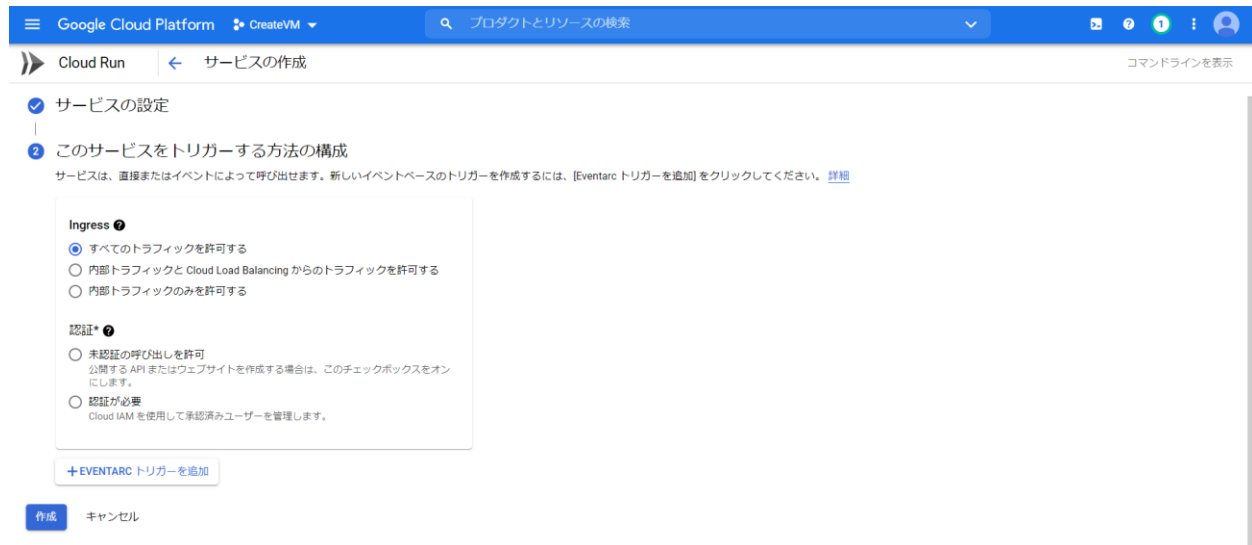 Google Cloud Platform CreateVM プロダクトとリソースの検索 1
Cloud Run サービスの作成 コマンドラインを表示
サービスの設定
2 このサービスをトリガーする方法の構成
サービスは、直接またはイベントによって呼び出せます。新しいイベントベースのトリガーを作成するには、[Eventarc トリガーを追加] をクリックしてください。 詳細
Ingress
すべてのトラフィックを許可する
内部トラフィックと Cloud Load Balancing からのトラフィックを許可する
内部トラフィックのみを許可する
認証*
未認証の呼び出しを許可
公開する API またはウェブサイトを作成する場合は、このチェックボックスをオン
にします。
認証が必要
Cloud IAM を使用して承認済みユーザーを管理します。
+EVENTARC トリガーを追加
作成 キャンセル